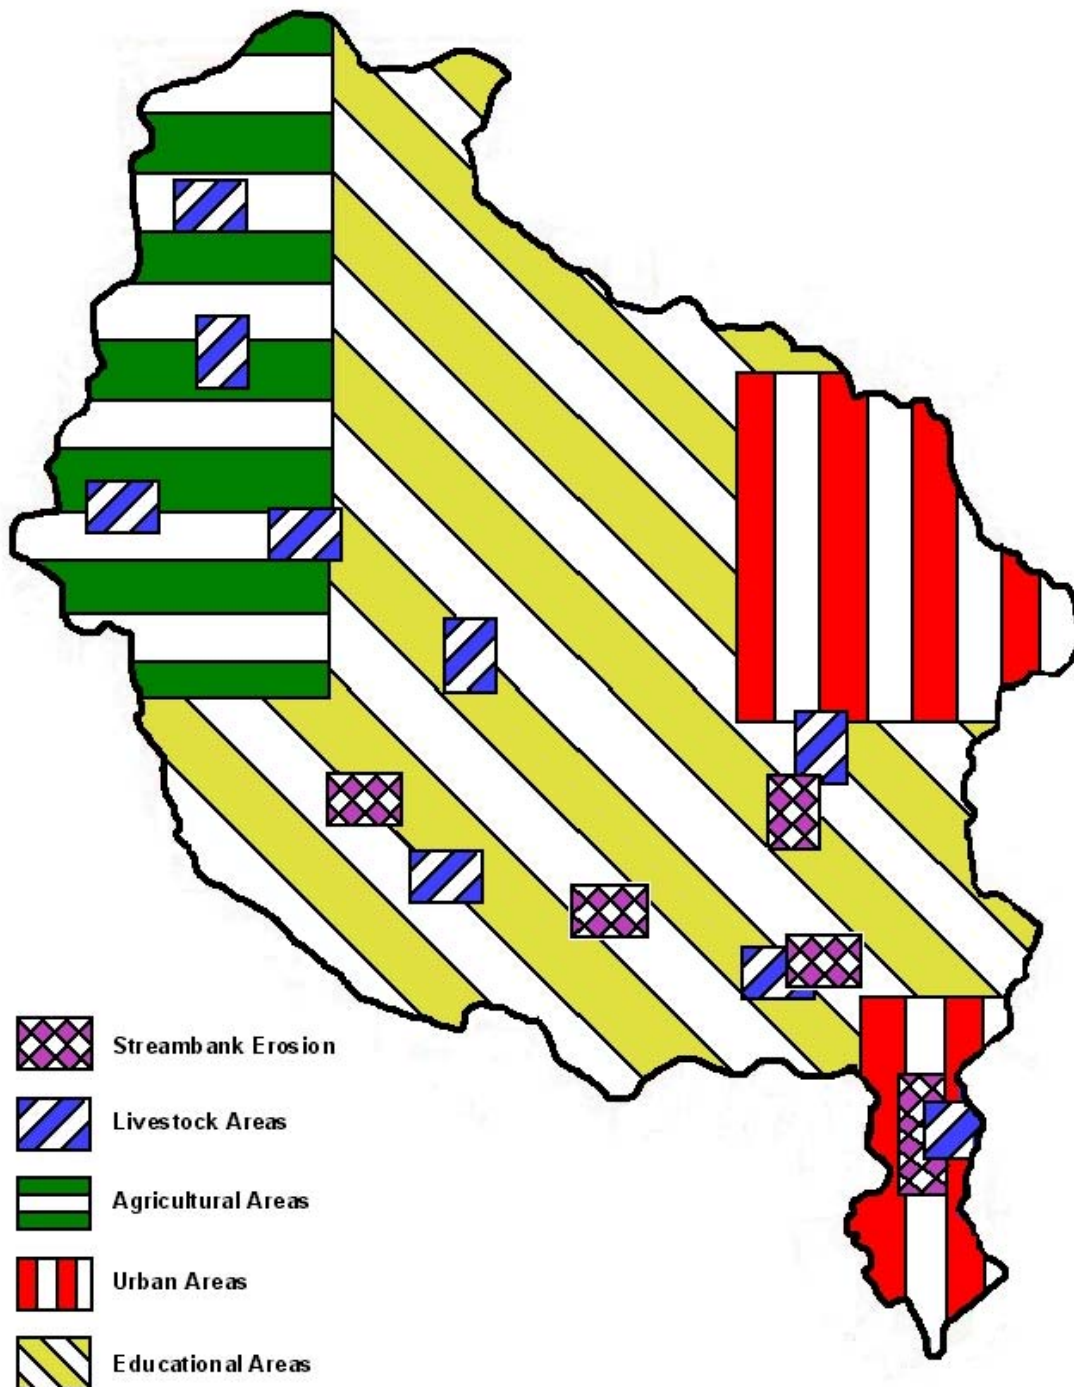 Streambank Erosion
Livestock Areas
Agricultural Areas
Urban Areas
Educational Areas